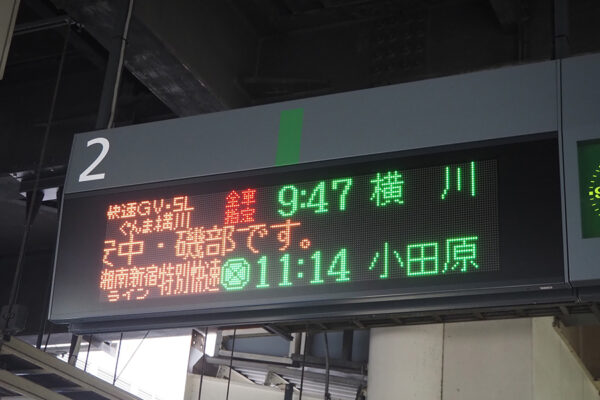 2
快速GV・SL
ぐんま横川 全車指定 9:47 横川
安中・磯部です。
湘南新宿ライン 特別快速 11:14 小田原